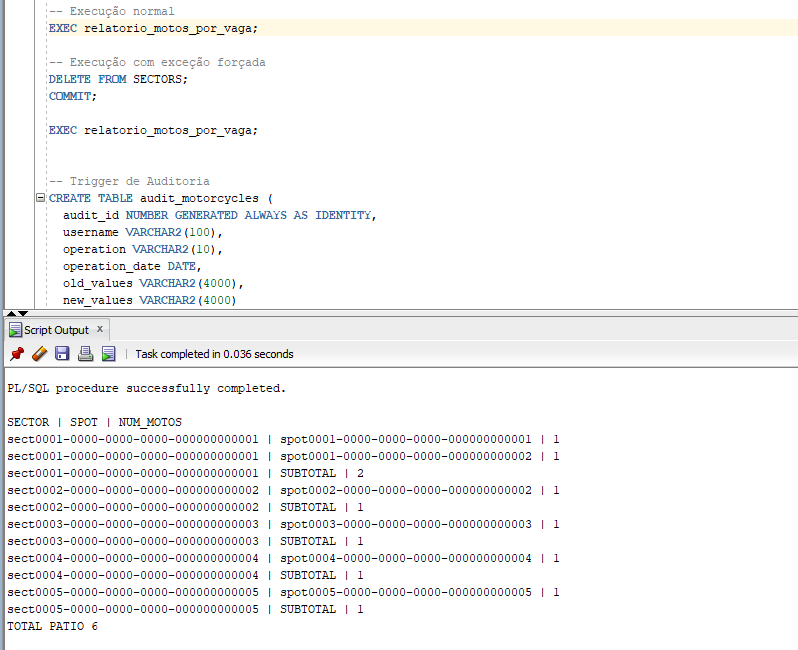 -- Execução normal
EXEC relatorio_motos_por_vaga;
-- Execução com exceção forçada
DELETE FROM SECTORS;
COMMIT;
EXEC relatorio_motos_por_vaga;
-- Trigger de Auditoria
CREATE TABLE audit_motorcycles (
audit_id NUMBER GENERATED ALWAYS AS IDENTITY,
username VARCHAR2(100),
operation VARCHAR2(10),
operation_date DATE,
old_values VARCHAR2(4000),
new_values VARCHAR2(4000)
Script Output x
Task completed in 0.036 seconds
PL/SQL procedure successfully completed.
SECTOR | SPOT | NUM_MOTOS
sect0001-0000-0000-0000-000000000001 | spot0001-0000-0000-0000-000000000001 | 1
sect0001-0000-0000-0000-000000000001 | spot0001-0000-0000-0000-000000000002 | 1
sect0001-0000-0000-0000-000000000001 | SUBTOTAL | 2
sect0002-0000-0000-0000-000000000002 | spot0002-0000-0000-0000-000000000002 | 1
sect0002-0000-0000-0000-000000000002 | SUBTOTAL | 1
sect0003-0000-0000-0000-000000000003 | spot0003-0000-0000-0000-000000000003 | 1
sect0003-0000-0000-0000-000000000003 | SUBTOTAL | 1
sect0004-0000-0000-0000-000000000004 | spot0004-0000-0000-0000-000000000004 | 1
sect0004-0000-0000-0000-000000000004 | SUBTOTAL | 1
sect0005-0000-0000-0000-000000000005 | spot0005-0000-0000-0000-000000000005 | 1
sect0005-0000-0000-0000-000000000005 | SUBTOTAL | 1
TOTAL PATIO 6